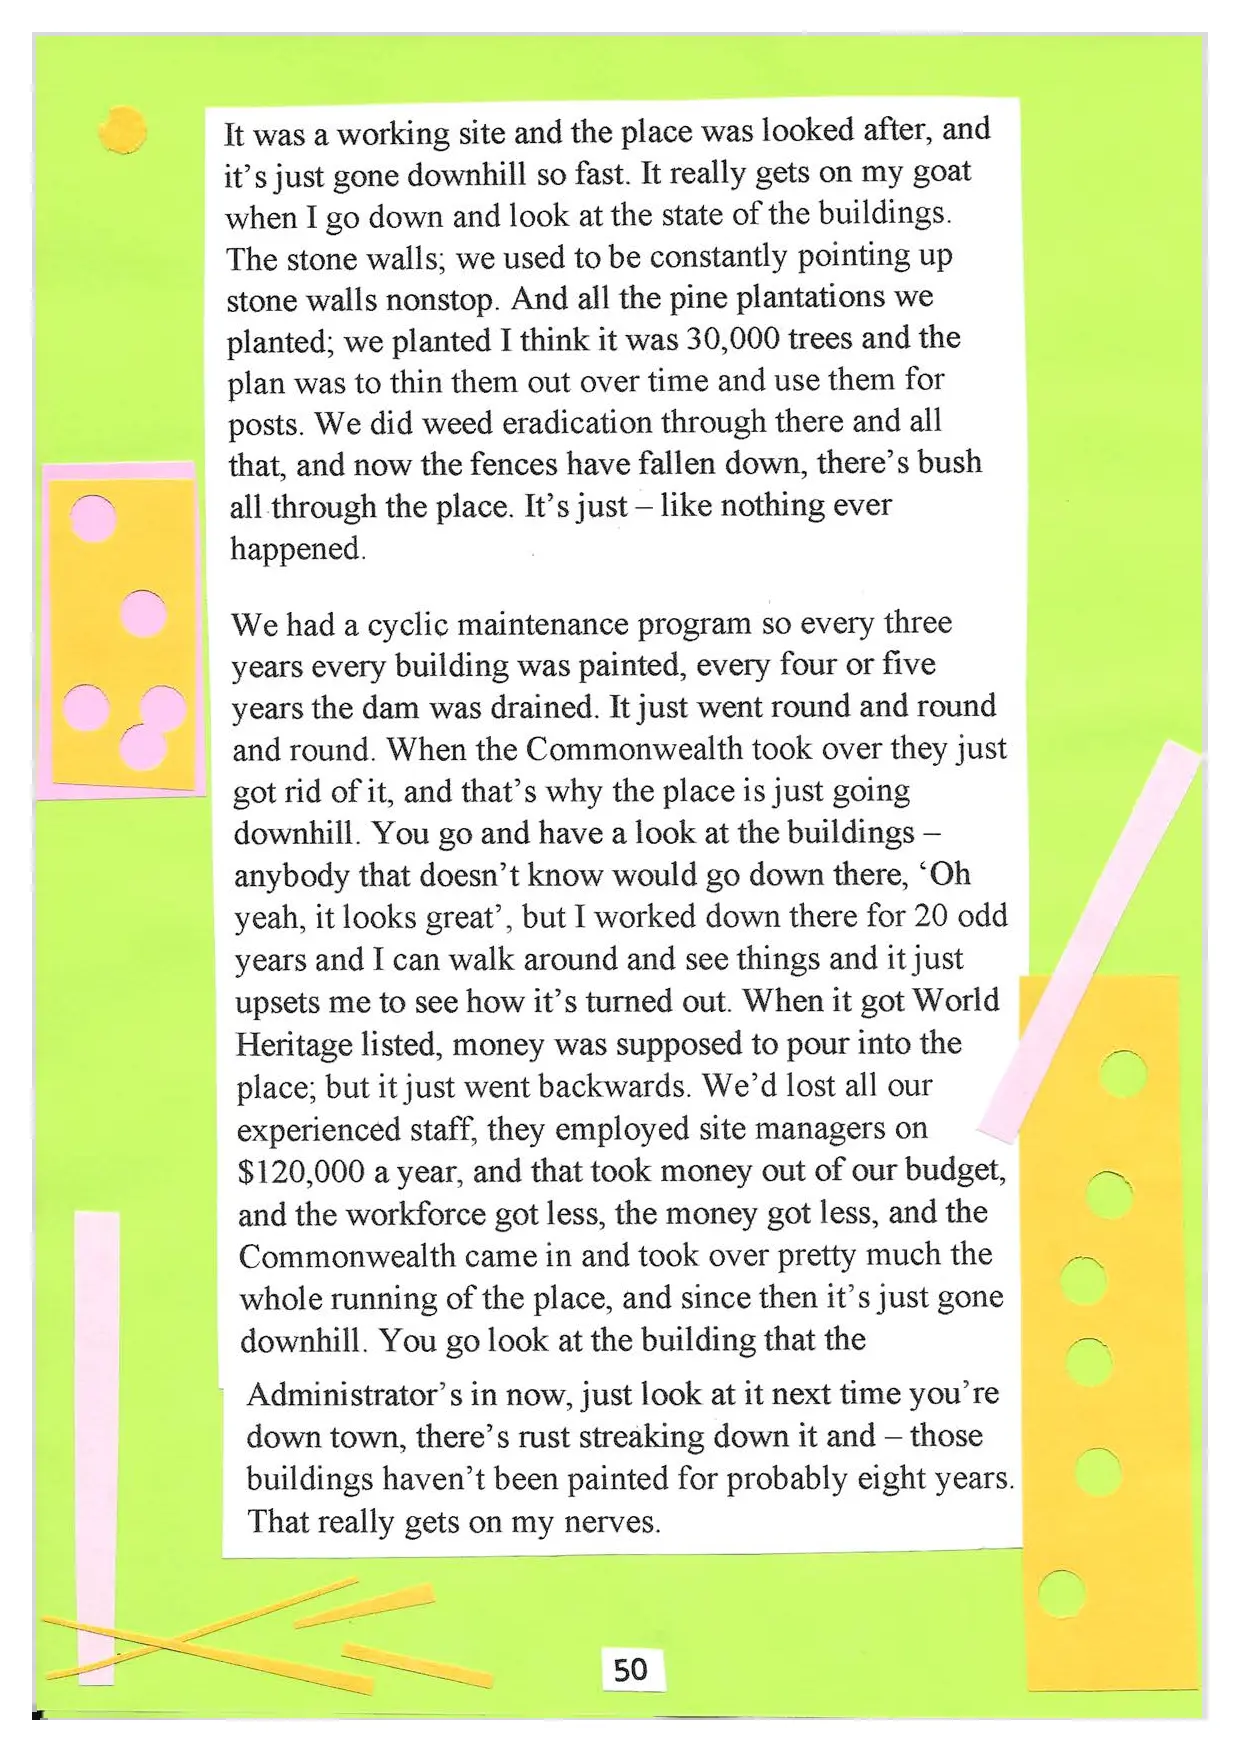 It was a working site and the place was looked after, and
it’s just gone downhill so fast. It really gets on my goat
when I go down and look at the state of the buildings.
The stone walls; we used to be constantly pointing up
stone walls nonstop. And all the pine plantations we
planted; we planted I think it was 30,000 trees and the
plan was to thin them out over time and use them for
posts. We did weed eradication through there and all
that, and now the fences have fallen down, there’s bush
all through the place. It’s just – like nothing ever
happened.
We had a cyclic maintenance program so every three
years every building was painted, every four or five
years the dam was drained. It just went round and round
and round. When the Commonwealth took over they just
got rid of it, and that’s why the place is just going
downhill. You go and have a look at the buildings –
anybody that doesn’t know would go down there, ‘Oh
yeah, it looks great’, but I worked down there for 20 odd
years and I can walk around and see things and it just
upsets me to see how it’s turned out. When it got World
Heritage listed, money was supposed to pour into the
place; but it just went backwards. We’d lost all our
experienced staff, they employed site managers on
$120,000 a year, and that took money out of our budget,
and the workforce got less, the money got less, and the
Commonwealth came in and took over pretty much the
whole running of the place, and since then it’s just gone
downhill. You go look at the building that the
Administrator’s in now, just look at it next time you’re
down town, there’s rust streaking down it and – those
buildings haven’t been painted for probably eight years.
That really gets on my nerves.
50